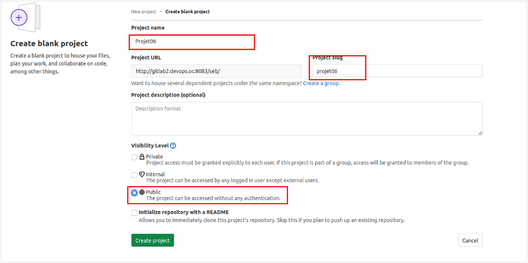 New project › Create blank project
Create blank project
Create a blank project to house your files,
plan your work, and collaborate on code,
among other things.
Project name
Projet06
Project URL
Project slug
http://gitlab2.devops.oc:8083/seb/
projet06
Want to house several dependent projects under the same namespace? Create a group.
Project description (optional)
Description format
Visibility Level
Private
Project access must be granted explicitly to each user. If this project is part of a group, access will be granted to members of the group.
Internal
The project can be accessed by any logged in user except external users.
Public
The project can be accessed without any authentication.
Initialize repository with a README
Allows you to immediately clone this project's repository. Skip this if you plan to push up an existing repository.
Create project
Cancel